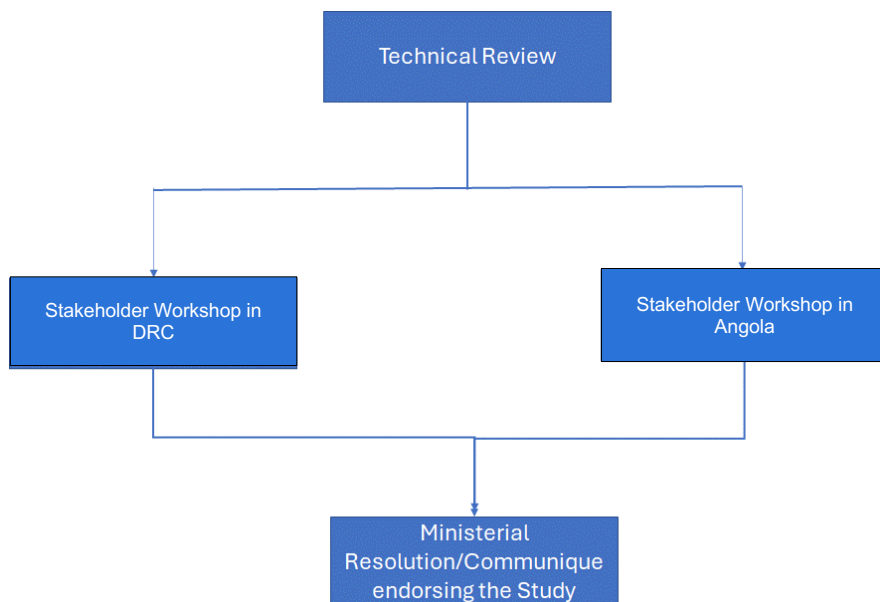 Technical Review
Stakeholder Workshop in
DRC
Stakeholder Workshop in
Angola
Ministerial
Resolution/Communique
endorsing the Study